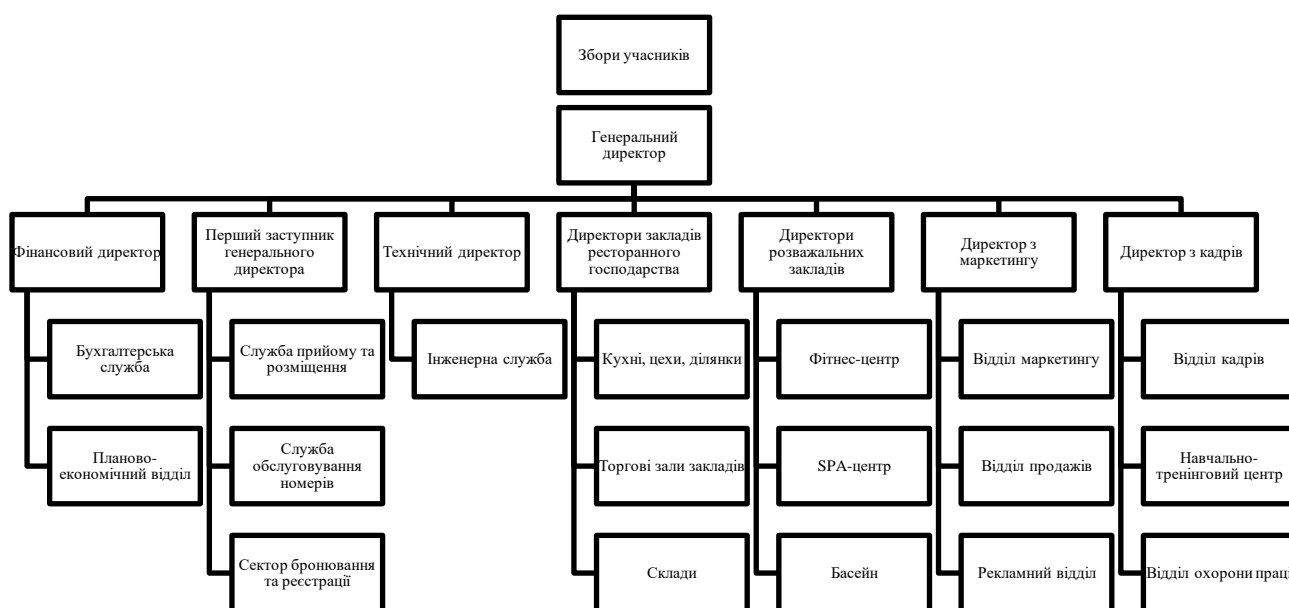 Збори учасників
Генеральний
директор
Фінансовий директор
Перший заступник
генерального
директора
Технічний директор
Директори закладів
ресторанного
господарства
Директори
розважальних
закладів
Директор з
маркетингу
Директор з кадрів
Бухгалтерська
служба
Служба прийому та
розміщення
Інженерна служба
Кухні, цехи, ділянки
Фітнес-центр
Відділ маркетингу
Відділ кадрів
Планово-
економічний відділ
Служба
обслуговування
номерів
Торгові зали закладів
SPA-центр
Відділ продажів
Навчально-
тренінговий центр
Сектор бронювання
та реєстрації
Склади
Басейн
Рекламний відділ
Відділ охорони праці